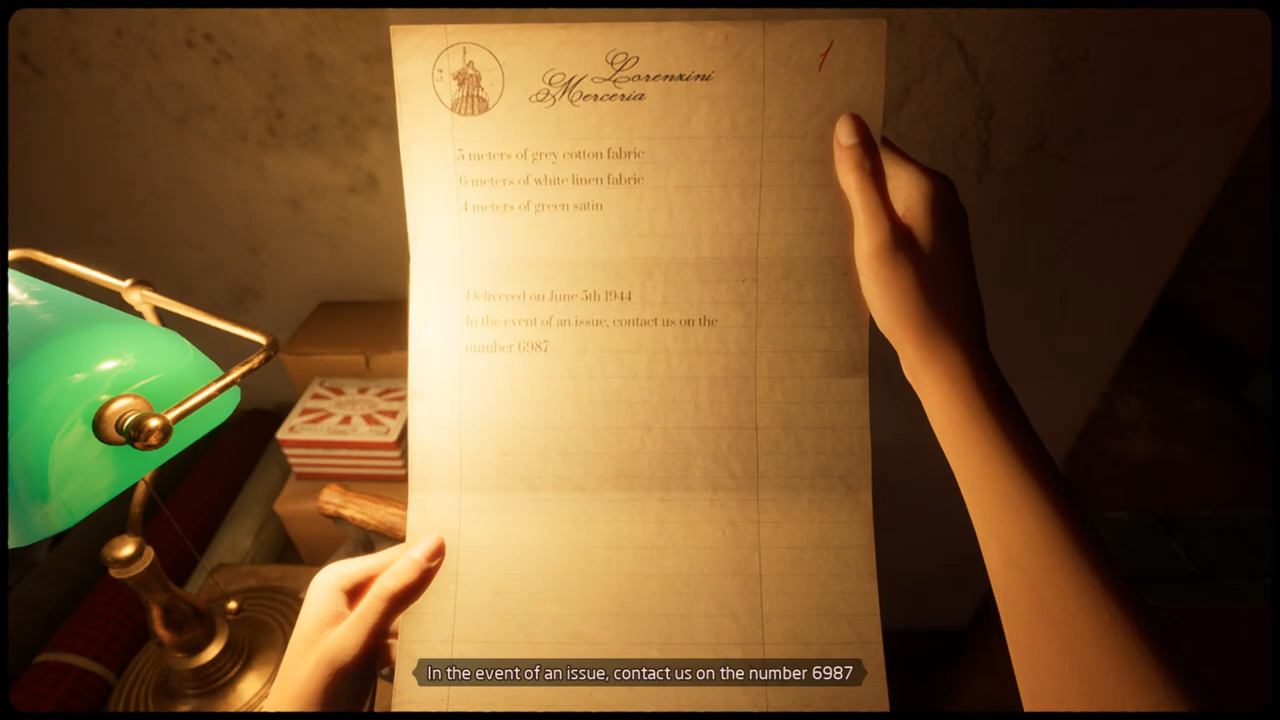 Lorenzini
Merceria
1
5 meters of grey cotton fabric
6 meters of white linen fabric
4 meters of green satin
Delivered on June 5th 1944
In the event of an issue, contact us on the
number 6987
In the event of an issue, contact us on the number 6987